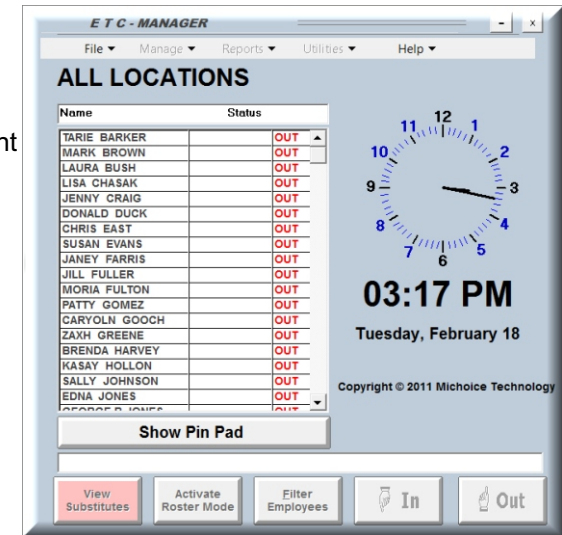 E T C - MANAGER
File Manage Reports Utilities Help
ALL LOCATIONS
Name Status
nt
TARIE BARKER OUT
MARK BROWN OUT
LAURA BUSH OUT
LISA CHASAK OUT
JENNY CRAIG OUT
DONALD DUCK OUT
CHRIS EAST OUT
SUSAN EVANS OUT
JANEY FARRIS OUT
JILL FULLER OUT
MORIA FULTON OUT
PATTY GOMEZ OUT
CARYOLN GOOCH OUT
ZAXH GREENE OUT
BRENDA HARVEY OUT
KASAY HOLLON OUT
SALLY JOHNSON OUT
EDNA JONES OUT
GEORGE B JONES OUT
12
1
2
3
4
5
6
7
8
9
10
11
03:17 PM
Tuesday, February 18
Copyright © 2011 Michoice Technology
Show Pin Pad
View Substitutes
Activate Roster Mode
Filter Employees
In
Out